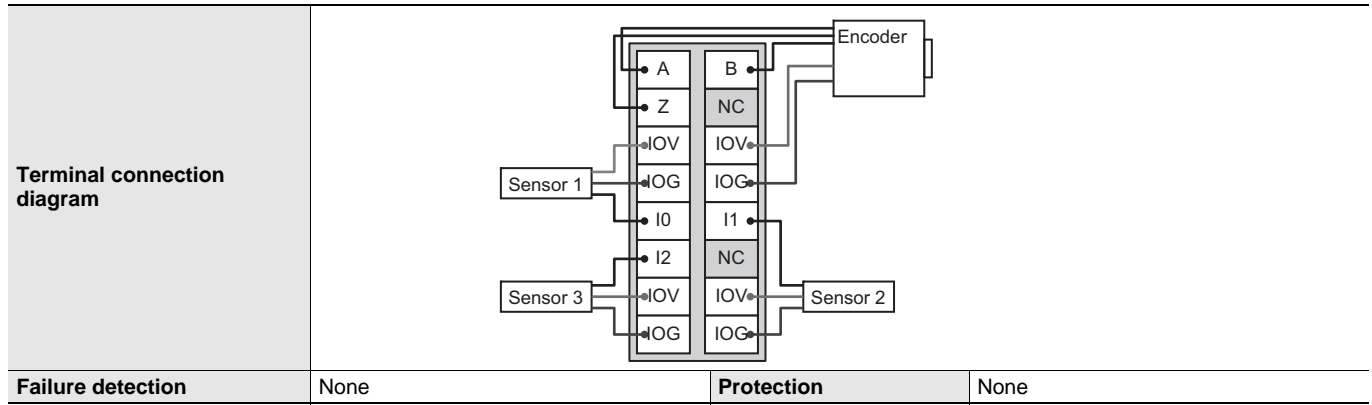 Terminal connection
diagram
Encoder
A B
Z NC
IOV IOV
Sensor 1
IOG IOG
I0 I1
I2 NC
Sensor 3
IOV IOV
Sensor 2
IOG IOG
Failure detection None Protection None